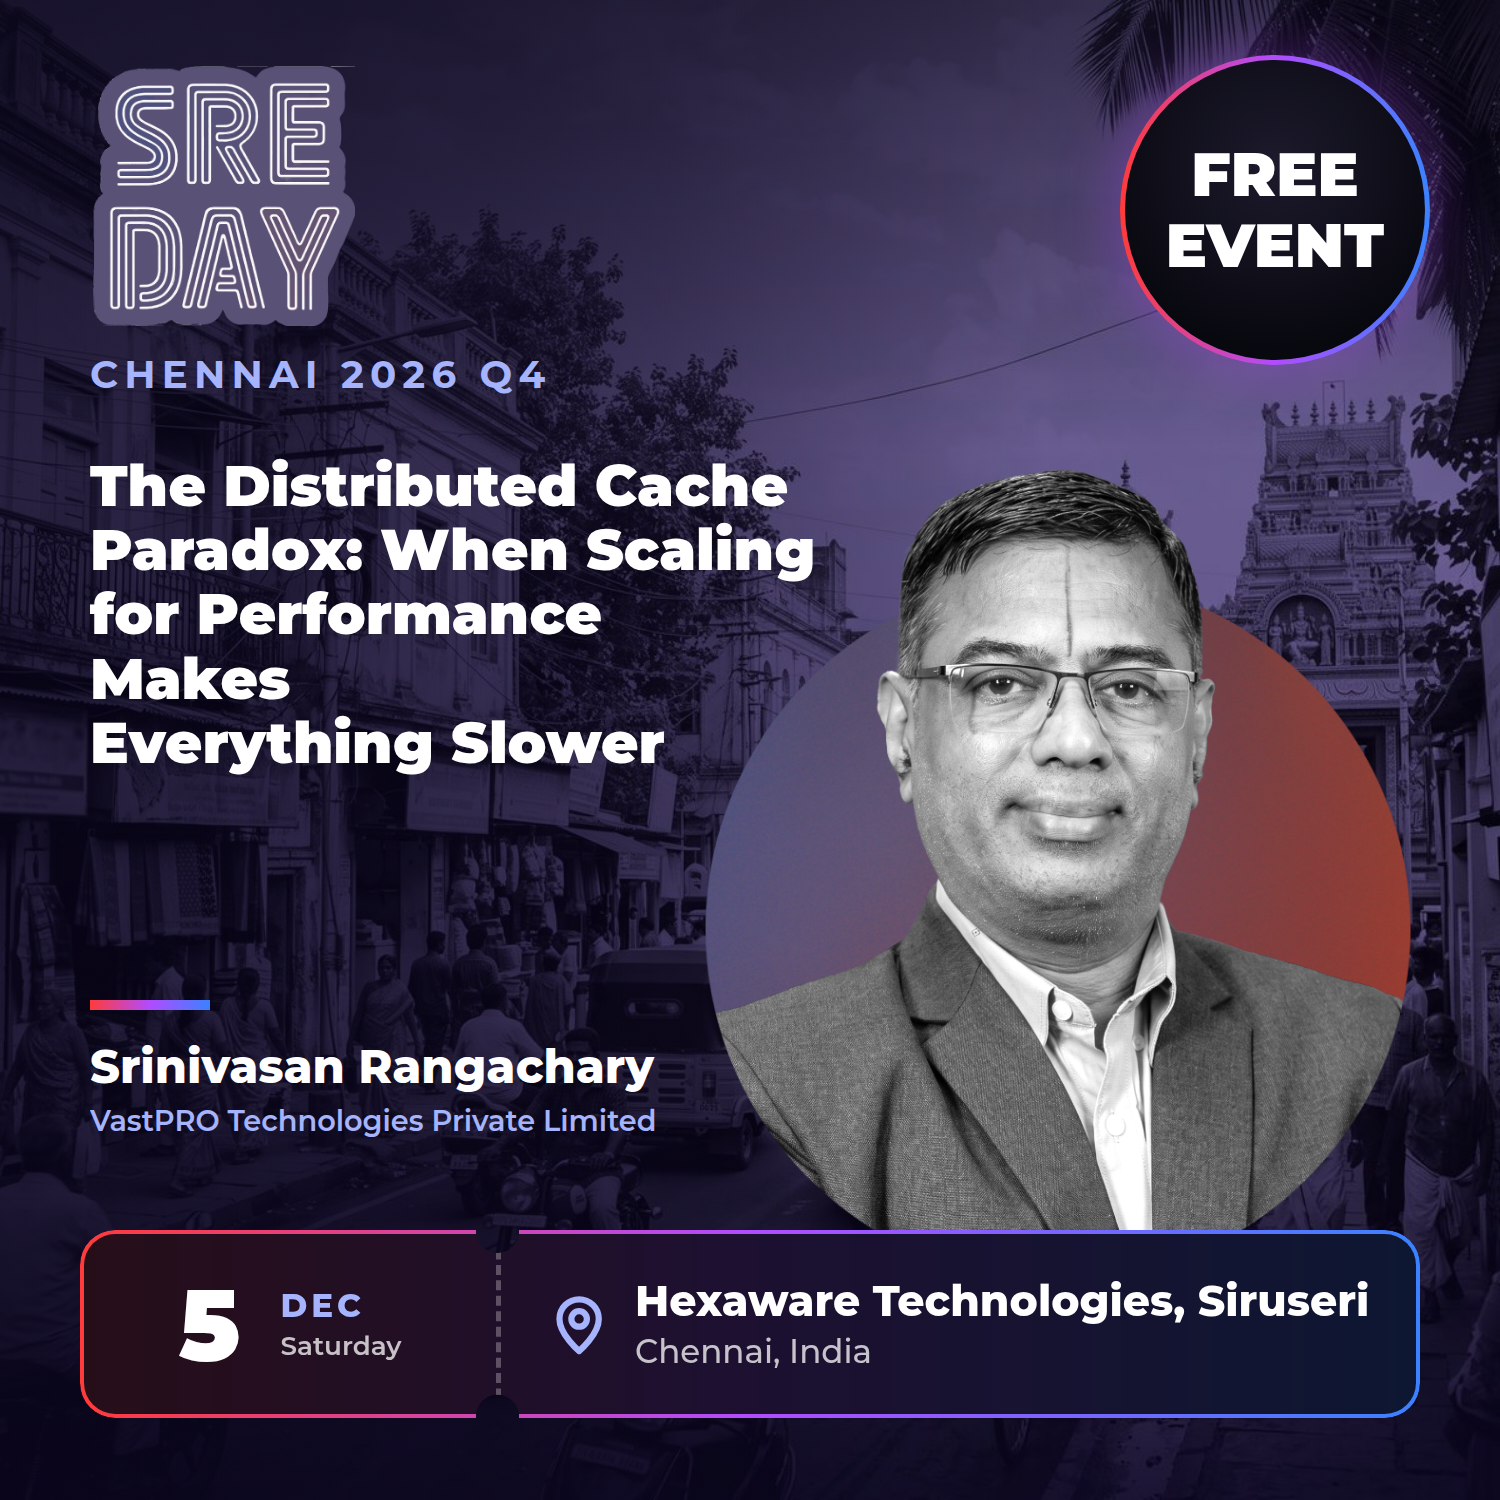 SRE
DAY
FREE
EVENT
CHENNAI 2026 Q4
The Distributed Cache
Paradox: When Scaling
for Performance
Makes
Everything Slower
Srinivasan Rangachary
VastPRO Technologies Private Limited
5
DEC
Saturday
Hexaware Technologies, Siruseri
Chennai, India